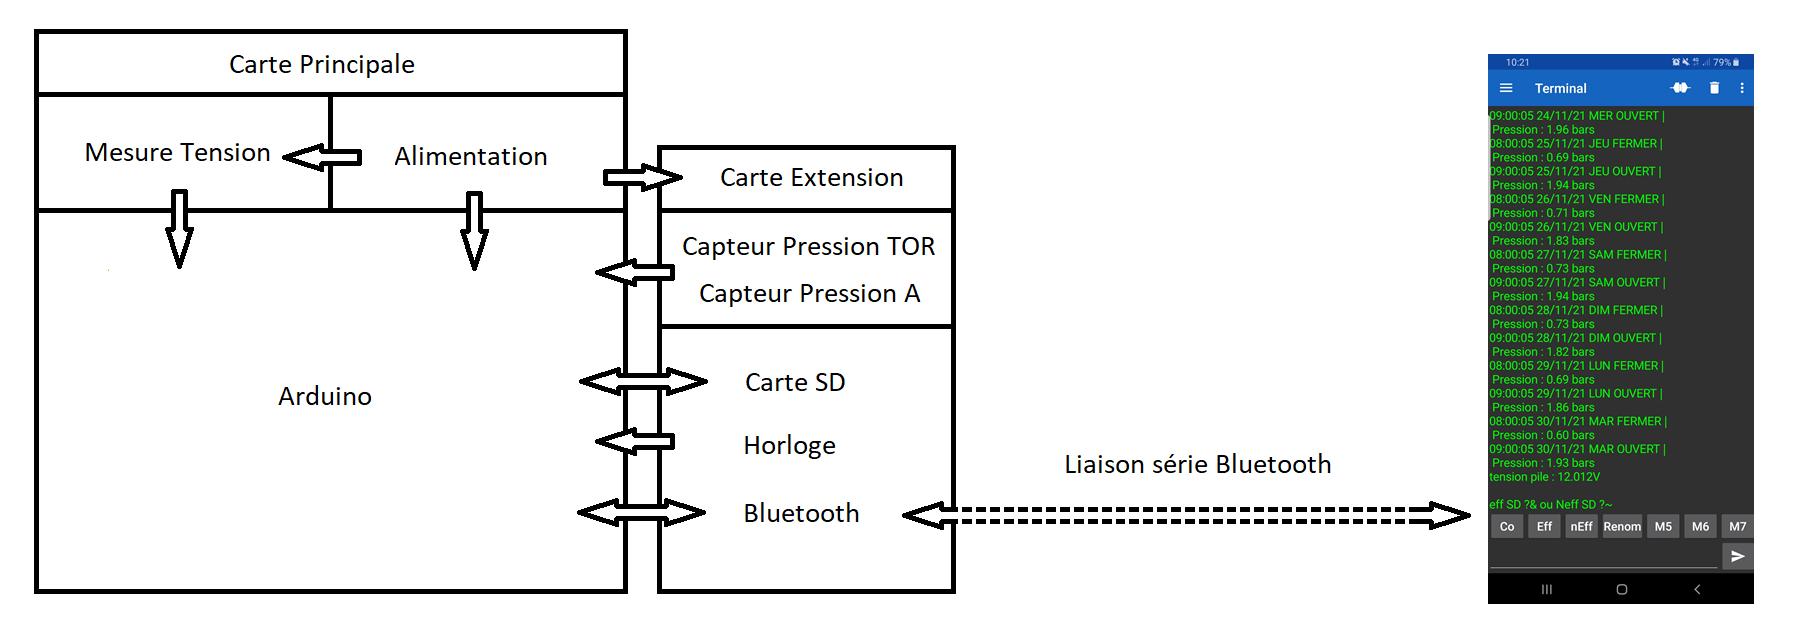 Carte Principale
Mesure Tension
Alimentation
Carte Extension
Capteur Pression TOR
Capteur Pression A
Arduino
Carte SD
Horloge
Bluetooth
Liaison série Bluetooth
10:21
79%
Terminal
09:00:05 24/11/21 MER OUVERT |
Pression : 1.96 bars
08:00:05 25/11/21 JEU FERMER |
Pression : 0.69 bars
09:00:05 25/11/21 JEU OUVERT |
Pression : 1.94 bars
08:00:05 26/11/21 VEN FERMER |
Pression : 0.71 bars
09:00:05 26/11/21 VEN OUVERT |
Pression : 1.83 bars
08:00:05 27/11/21 SAM FERMER |
Pression : 0.73 bars
09:00:05 27/11/21 SAM OUVERT |
Pression : 1.94 bars
08:00:05 28/11/21 DIM FERMER |
Pression : 0.73 bars
09:00:05 28/11/21 DIM OUVERT |
Pression : 1.82 bars
08:00:05 29/11/21 LUN FERMER |
Pression : 0.69 bars
09:00:05 29/11/21 LUN OUVERT |
Pression : 1.86 bars
08:00:05 30/11/21 MAR FERMER |
Pression : 0.60 bars
09:00:05 30/11/21 MAR OUVERT |
Pression : 1.93 bars
tension pile : 12.012V
eff SD ?& ou Neff SD ?~
Co Eff nEff Renom M5 M6 M7